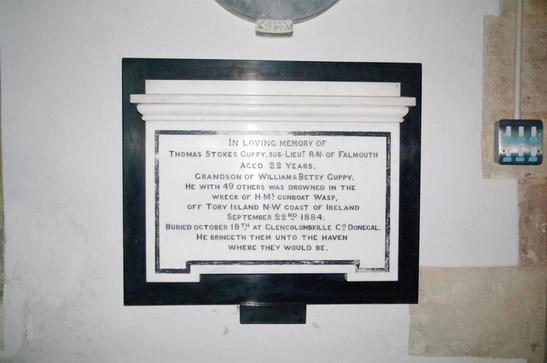 IN LOVING MEMORY OF
THOMAS STOKES GUPPY, SUB-LIEUT R·N· OF FALMOUTH
AGED 22 YEARS,
GRANDSON OF WILLIAM & BETSY GUPPY.
HE WITH 49 OTHERS WAS DROWNED IN THE
WRECK OF H·M'S GUNBOAT WASP,
OFF TORY ISLAND N·W COAST OF IRELAND
SEPTEMBER 22ND 1884.
BURIED OCTOBER 18TH AT GLENCOLUMBKILLE CO DONEGAL.
HE BRINGETH THEM UNTO THE HAVEN
WHERE THEY WOULD BE.